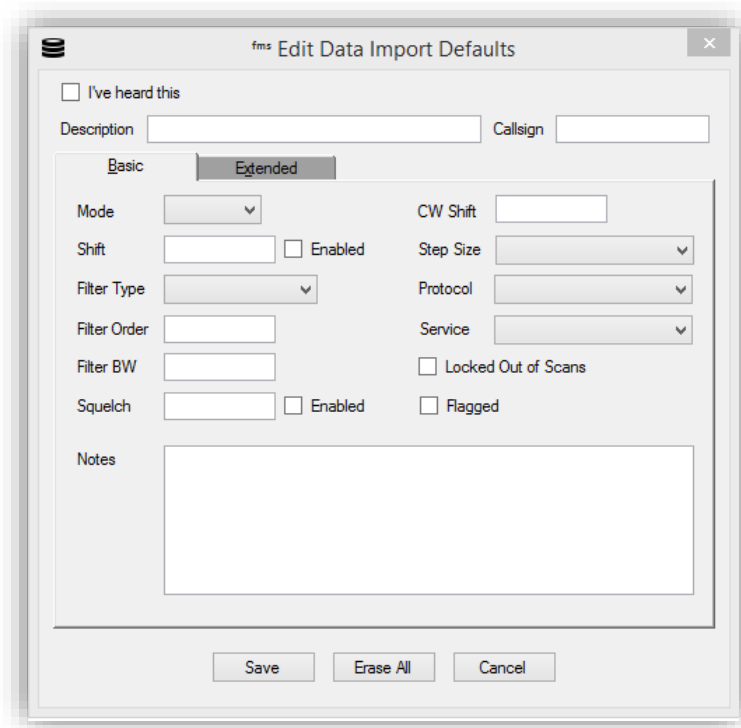 fms Edit Data Import Defaults
I've heard this
Description Callsign
Basic Extended
Mode CW Shift
Shift Enabled Step Size
Filter Type Protocol
Filter Order Service
Filter BW Locked Out of Scans
Squelch Enabled Flagged
Notes
Save Erase All Cancel